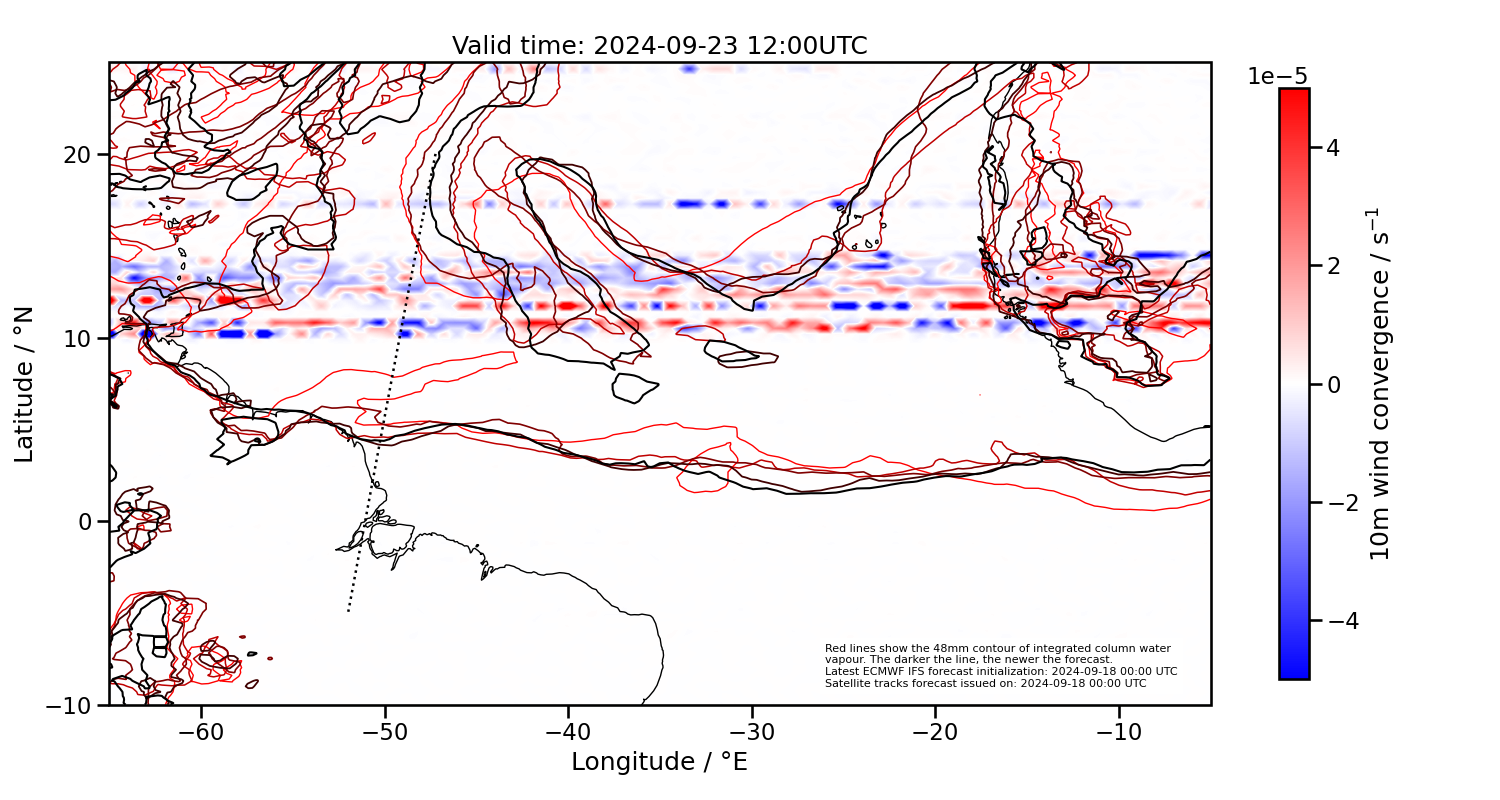 Valid time: 2024-09-23 12:00UTC
1e−5
20
10
0
−10
Latitude / °N
−60
−50
−40
−30
−20
−10
Longitude / °E
4
2
0
−2
−4
10m wind convergence / s⁻¹
Red lines show the 48mm contour of integrated column water
vapour. The darker the line, the newer the forecast.
Latest ECMWF IFS forecast initialization: 2024-09-18 00:00 UTC
Satellite tracks forecast issued on: 2024-09-18 00:00 UTC